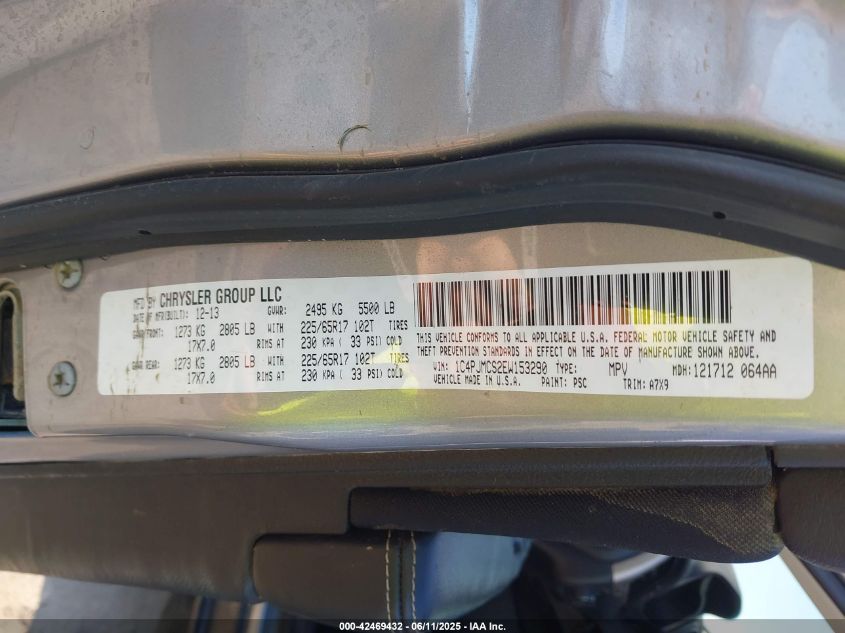 MFD BY CHRYSLER GROUP LLC
DATE OF MFR(BUILT): 12-13 GVWR: 2495 KG 5500 LB
GAWR FRONT: 1273 KG 2805 LB WITH 225/65R17 102T TIRES
17X7.0 RIMS AT 230 KPA ( 33 PSI) COLD
GAWR REAR: 1273 KG 2805 LB WITH 225/65R17 102T TIRES
17X7.0 RIMS AT 230 KPA ( 33 PSI) COLD
THIS VEHICLE CONFORMS TO ALL APPLICABLE U.S.A. FEDERAL MOTOR VEHICLE SAFETY AND
THEFT PREVENTION STANDARDS IN EFFECT ON THE DATE OF MANUFACTURE SHOWN ABOVE.
VIN: 1C4PJMCS2EW153290 TYPE: MPV MDH: 121712 064AA
VEHICLE MADE IN U.S.A. PAINT: PSC TRIM: A7X9
000-42469432 - 06/11/2025 - IAA Inc.